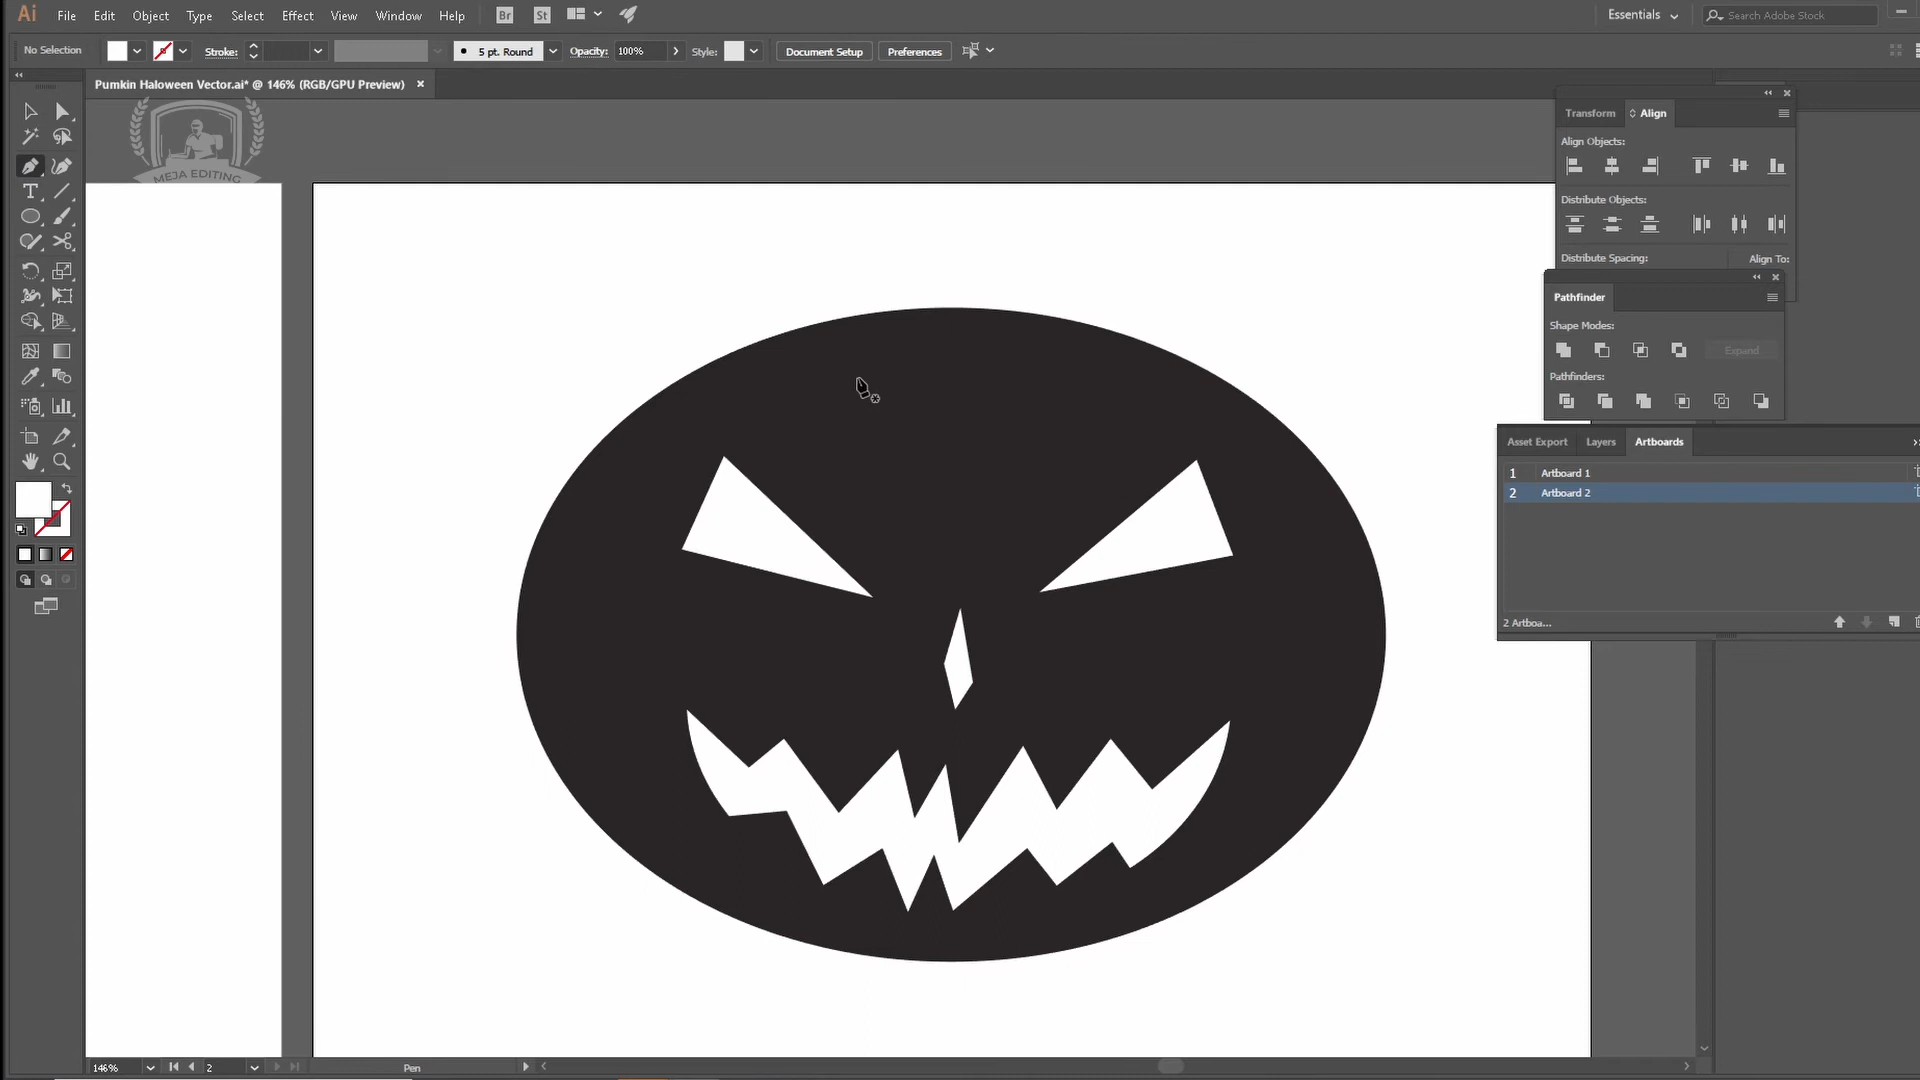 Ai File Edit Object Type Select Effect View Window Help Br St Essentials Search Adobe Stock
No Selection Stroke: 5 pt. Round Opacity: 100% Style: Document Setup Preferences
Pumkin Haloween Vector.ai* @ 146% (RGB/GPU Preview)
MEJA EDITING
Transform Align
Align Objects:
Distribute Objects:
Distribute Spacing: Align To:
Pathfinder
Shape Modes:
Expand
Pathfinders:
Asset Export Layers Artboards
1 Artboard 1
2 Artboard 2
2 Artboa...
146% 2 Pen